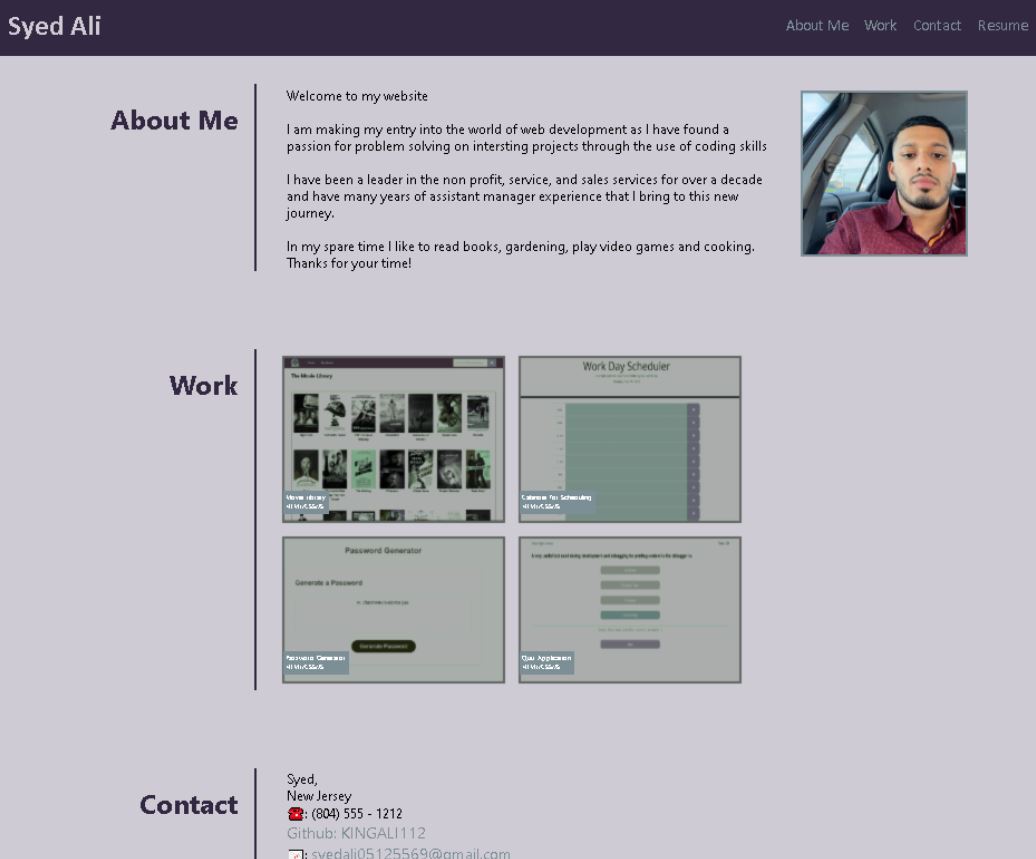 Syed Ali
About Me Work Contact Resume
About Me
Welcome to my website
I am making my entry into the world of web development as I have found a
passion for problem solving on intersting projects through the use of coding skills
I have been a leader in the non profit, service, and sales services for over a decade
and have many years of assistant manager experience that I bring to this new
journey.
In my spare time I like to read books, gardening, play video games and cooking.
Thanks for your time!
Work
The Movie Library
Movie Library
HTML/CSS/JS
Work Day Scheduler
Calendar For Scheduling
HTML/CSS/JS
Password Generator
Generate a Password
Generate Password
Password Generator
HTML/CSS/JS
Quiz Application
HTML/CSS/JS
Contact
Syed,
New Jersey
: (804) 555 - 1212
Github: KINGALI112
: syedali05125569@gmail.com